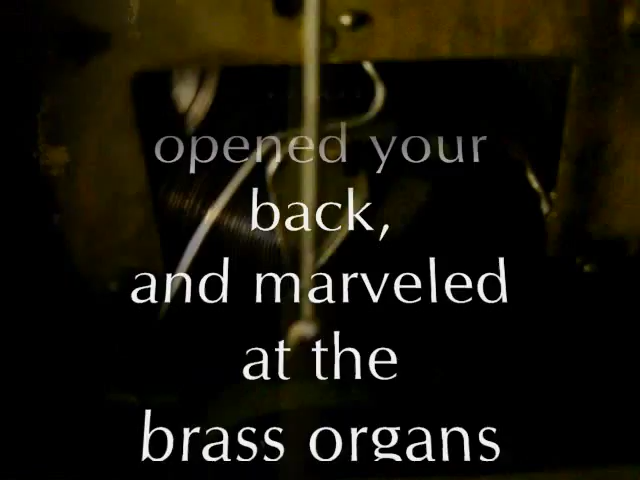 opened your
back,
and marveled
at the
brass organs